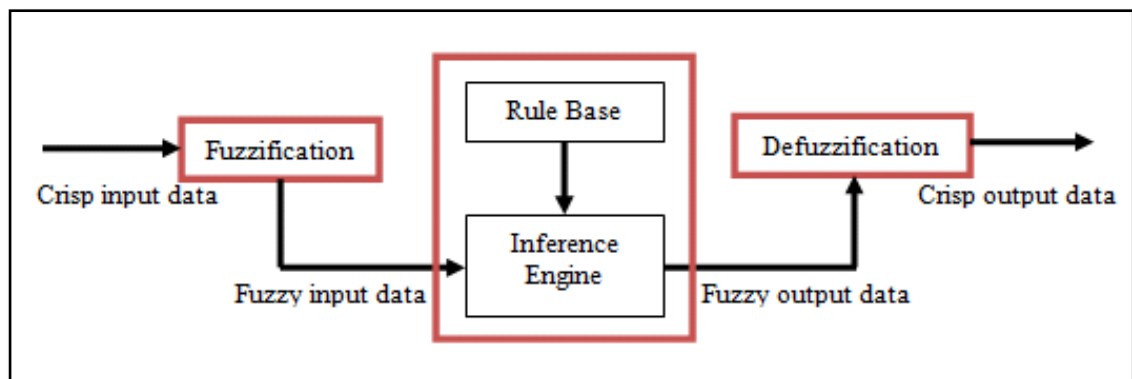 Rule Base
Fuzzification
Defuzzification
Crisp input data
Crisp output data
Inference
Engine
Fuzzy input data
Fuzzy output data